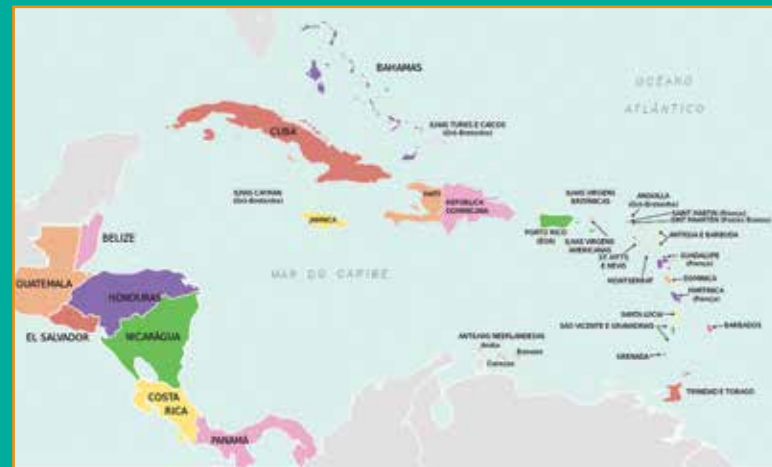 BAHAMAS
OCEANO
ATLÂNTICO
CUBA
ILHAS TURKS E CAICOS
(Grã-Bretanha)
ILHAS CAYMAN
(Grã-Bretanha)
JAMAICA
HAITI
REPÚBLICA
DOMINICANA
PORTO RICO
(EUA)
ILHAS VIRGENS
BRITÂNICAS
ILHAS VIRGENS
AMERICANAS
ANGUILLA
(Grã-Bretanha)
SAINT MARTIN (França)
SINT MAARTEN (Países Baixos)
ANTIGUA E BARBUDA
ST. KITTS
E NEVIS
GUADALUPE
(França)
MONTSERRAT
DOMINICA
MARTINICA
(França)
SANTA LÚCIA
SÃO VICENTE E GRANADINAS
BARBADOS
GRENADA
TRINIDAD E TOBAGO
ANTILHAS NEERLANDESAS
Aruba
Bonaire
Curaçao
MAR DO CARIBE
BELIZE
GUATEMALA
HONDURAS
EL SALVADOR
NICARÁGUA
COSTA
RICA
PANAMA